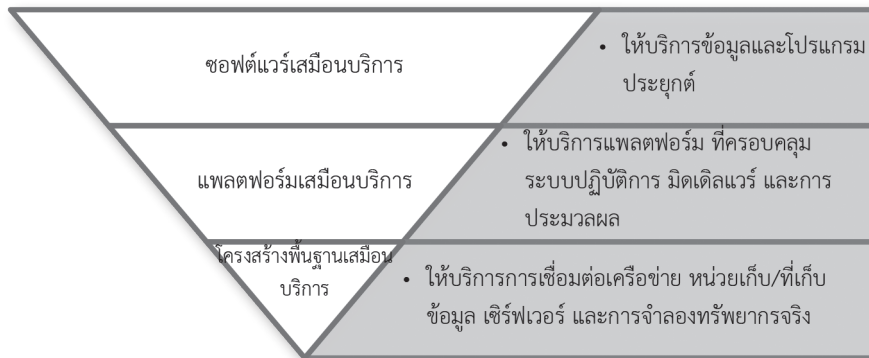 ซอฟต์แวร์เสมือนบริการ
• ให้บริการข้อมูลและโปรแกรม
ประยุกต์
แพลตฟอร์มเสมือนบริการ
• ให้บริการแพลตฟอร์ม ที่ครอบคลุม
ระบบปฏิบัติการ มิดเดิลแวร์ และการ
ประมวลผล
โครงสร้างพื้นฐานเสมือน
บริการ
• ให้บริการการเชื่อมต่อเครือข่าย หน่วยเก็บ/ที่เก็บ
ข้อมูล เซิร์ฟเวอร์ และการจำลองทรัพยากรจริง